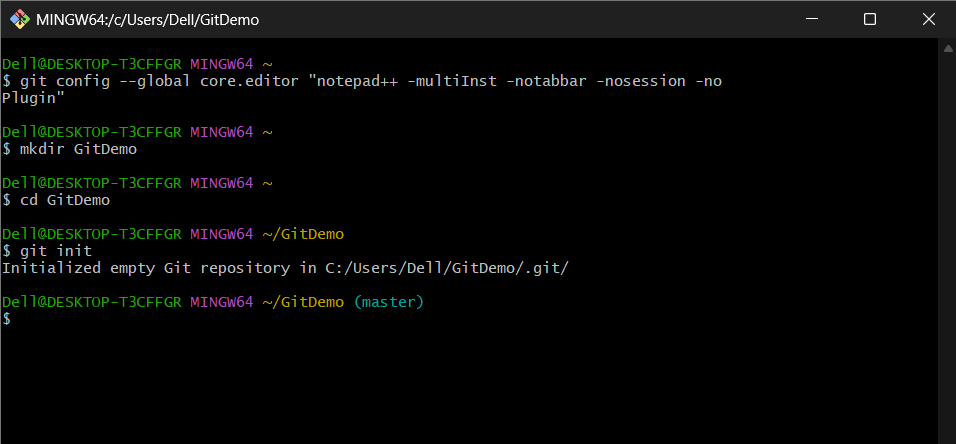 MINGW64:/c/Users/Dell/GitDemo
Dell@DESKTOP-T3CFFGR MINGW64 ~
$ git config --global core.editor "notepad++ -multiInst -notabbar -nosession -no
Plugin"
Dell@DESKTOP-T3CFFGR MINGW64 ~
$ mkdir GitDemo
Dell@DESKTOP-T3CFFGR MINGW64 ~
$ cd GitDemo
Dell@DESKTOP-T3CFFGR MINGW64 ~/GitDemo
$ git init
Initialized empty Git repository in C:/Users/Dell/GitDemo/.git/
Dell@DESKTOP-T3CFFGR MINGW64 ~/GitDemo (master)
$